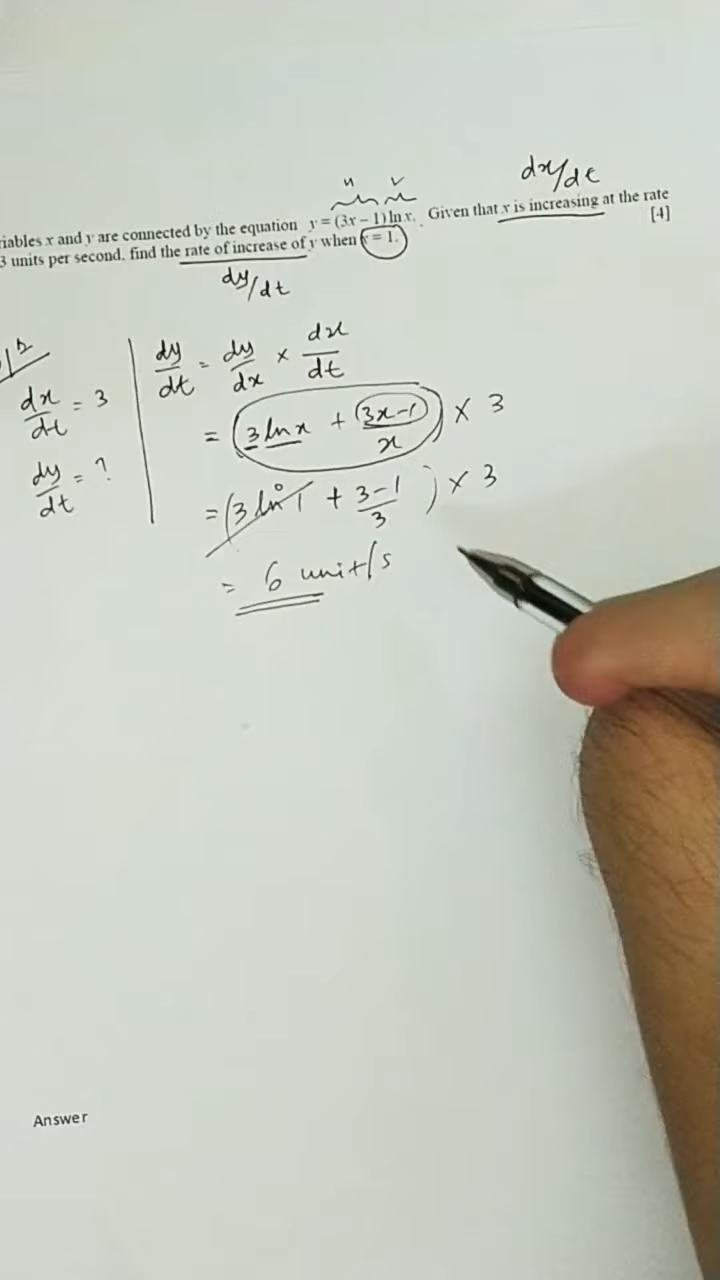 dx/dt
u v
iables x and y are connected by the equation y = (3x − 1) ln x. Given that x is increasing at the rate
3 units per second, find the rate of increase of y when x = 1. [4]
dy/dt
dx/dt = 3
dy/dt = ?
dy/dt = dy/dx × dx/dt
= (3 ln x + (3x-1)/x) × 3
= (3 ln 1 0 + (3-1)/3) × 3
= 6 unit/s
Answer